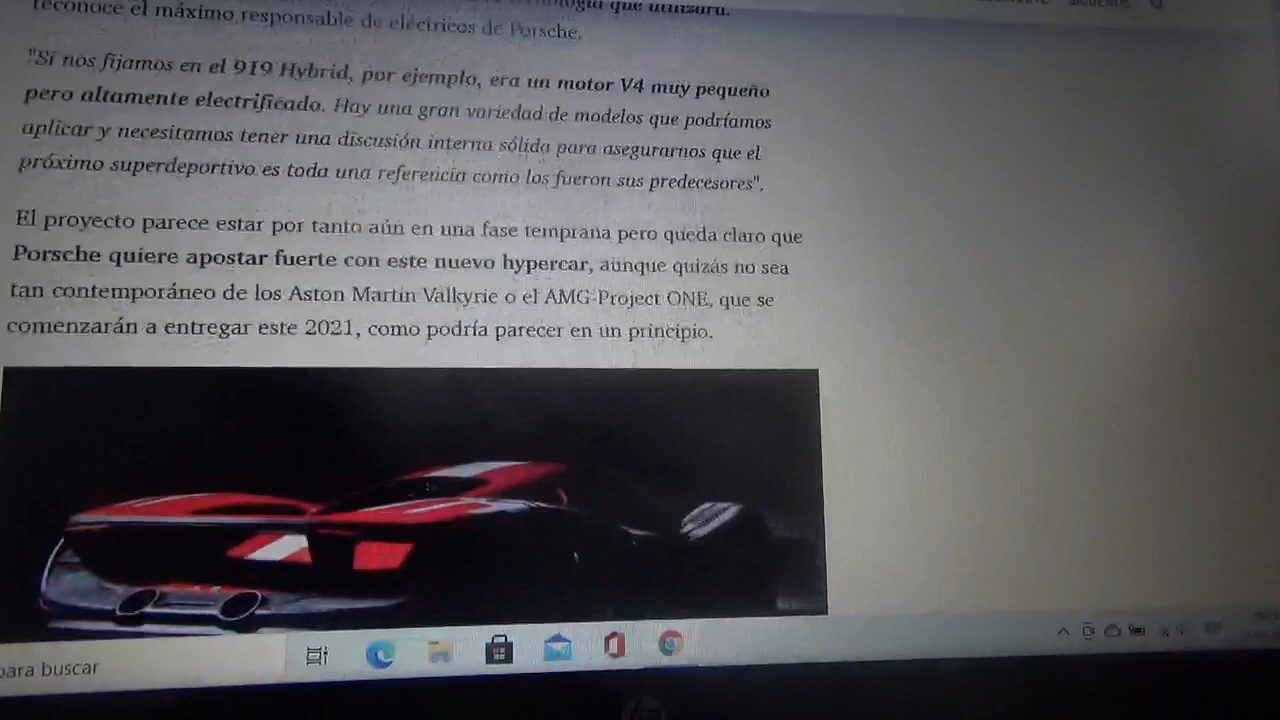 que utilizará.
reconoce el máximo responsable de eléctricos de Porsche.
"Si nos fijamos en el 919 Hybrid, por ejemplo, era un motor V4 muy pequeño
pero altamente electrificado. Hay una gran variedad de modelos que podríamos
aplicar y necesitamos tener una discusión interna sólida para asegurarnos que el
próximo superdeportivo es toda una referencia como los fueron sus predecesores".
El proyecto parece estar por tanto aún en una fase temprana pero queda claro que
Porsche quiere apostar fuerte con este nuevo hypercar, aunque quizás no sea
tan contemporáneo de los Aston Martin Valkyrie o el AMG-Project ONE, que se
comenzarán a entregar este 2021, como podría parecer en un principio.
para buscar